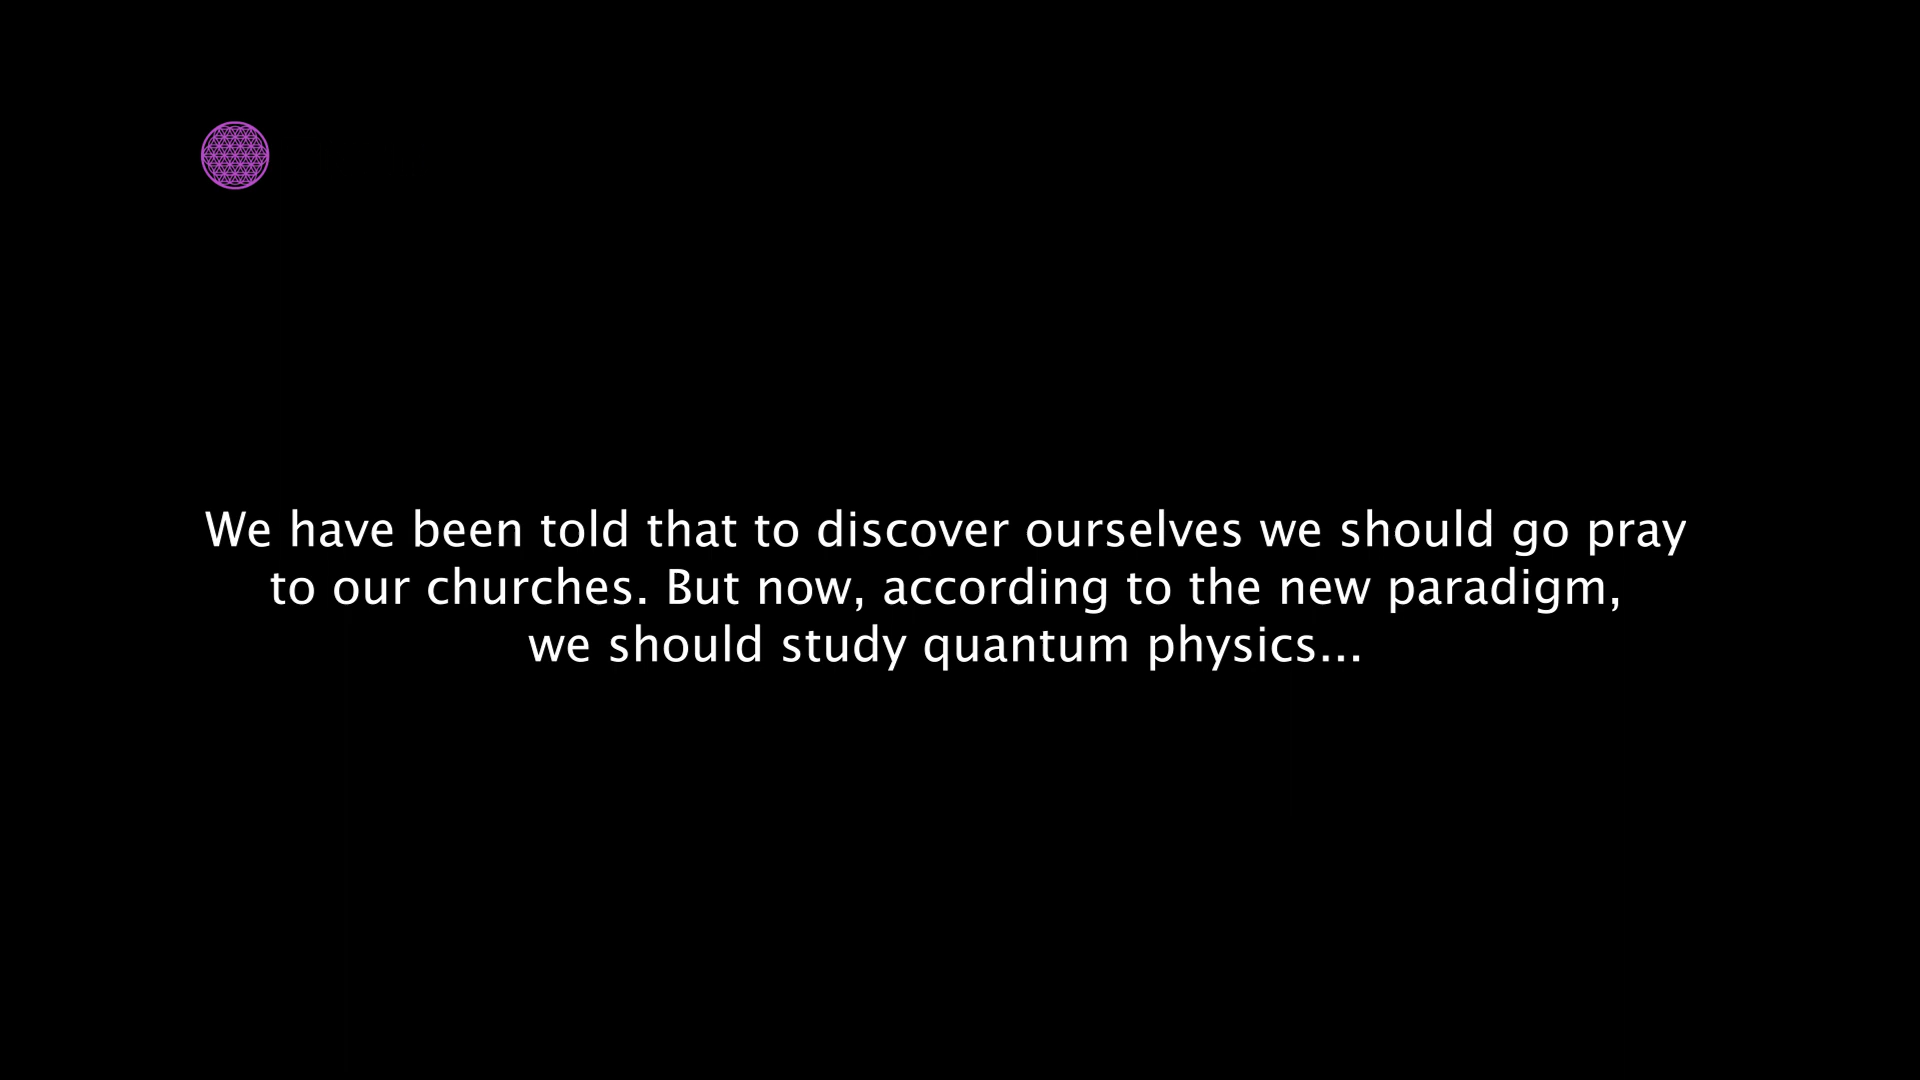 We have been told that to discover ourselves we should go pray
to our churches. But now, according to the new paradigm,
we should study quantum physics...